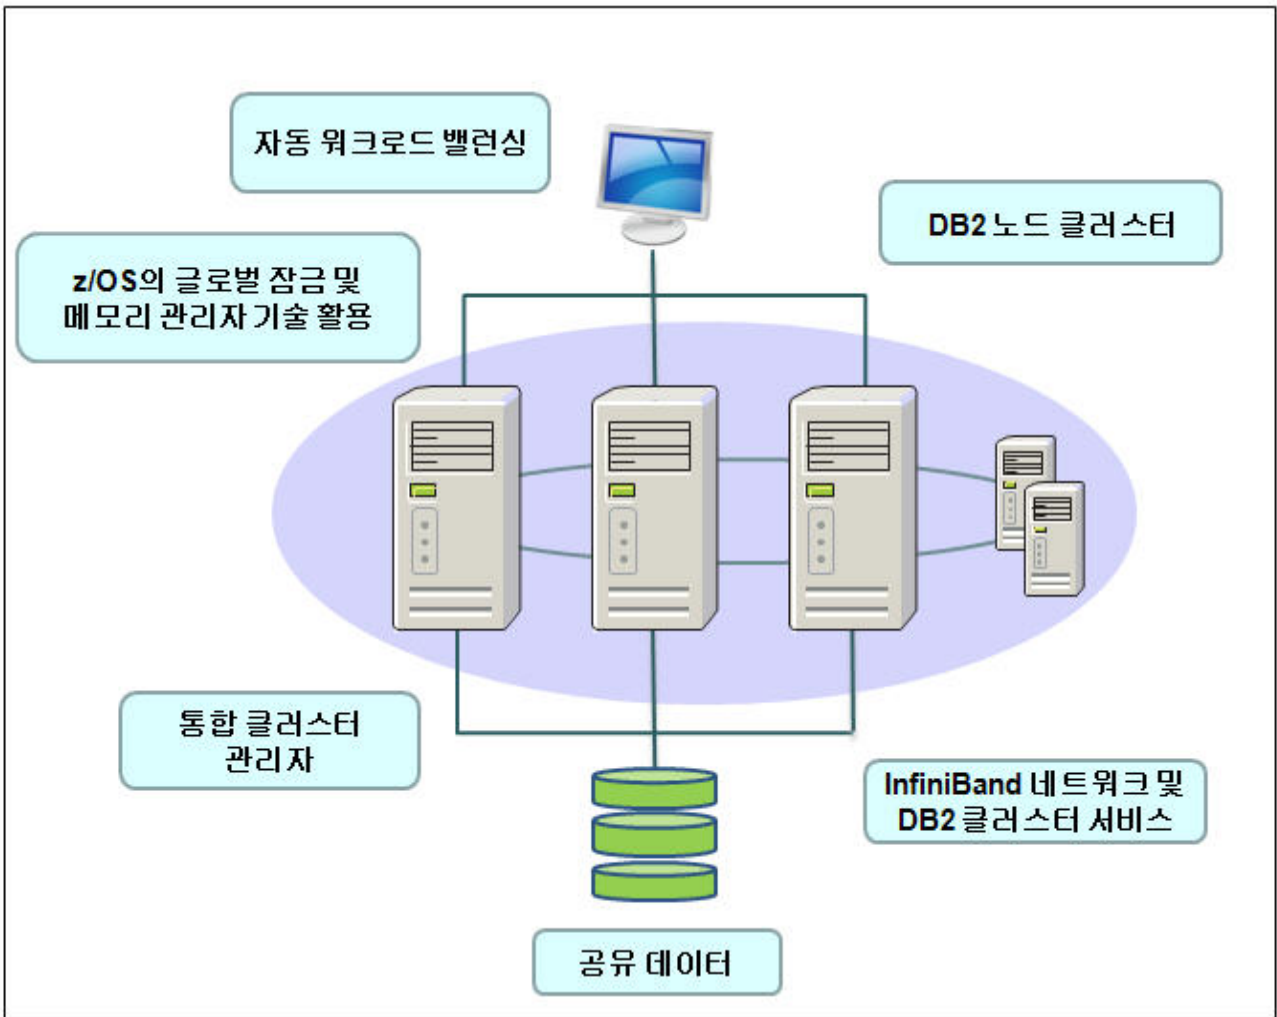 자동 워크로드 밸런싱
DB2 노드 클러스터
z/OS의 글로벌 잠금 및
메모리 관리자 기술 활용
통합 클러스터
관리자
InfiniBand 네트워크 및
DB2 클러스터 서비스
공유 데이터